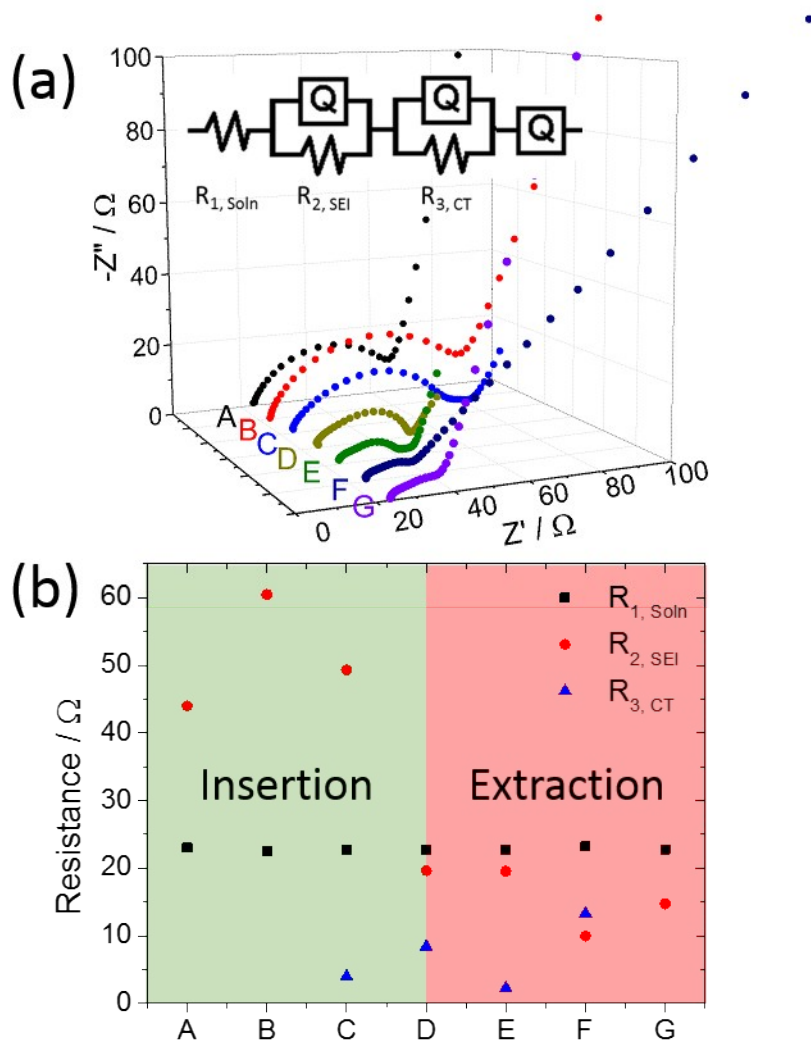 (a)
100
80
60
40
20
0
-Z" / Ω
Q
Q
Q
R1, Soln
R2, SEI
R3, CT
A
B
C
D
E
F
G
0
20
40
60
80
100
Z' / Ω
(b)
60
50
40
30
20
10
0
Resistance / Ω
R1, Soln
R2, SEI
R3, CT
Insertion
Extraction
A B C D E F G